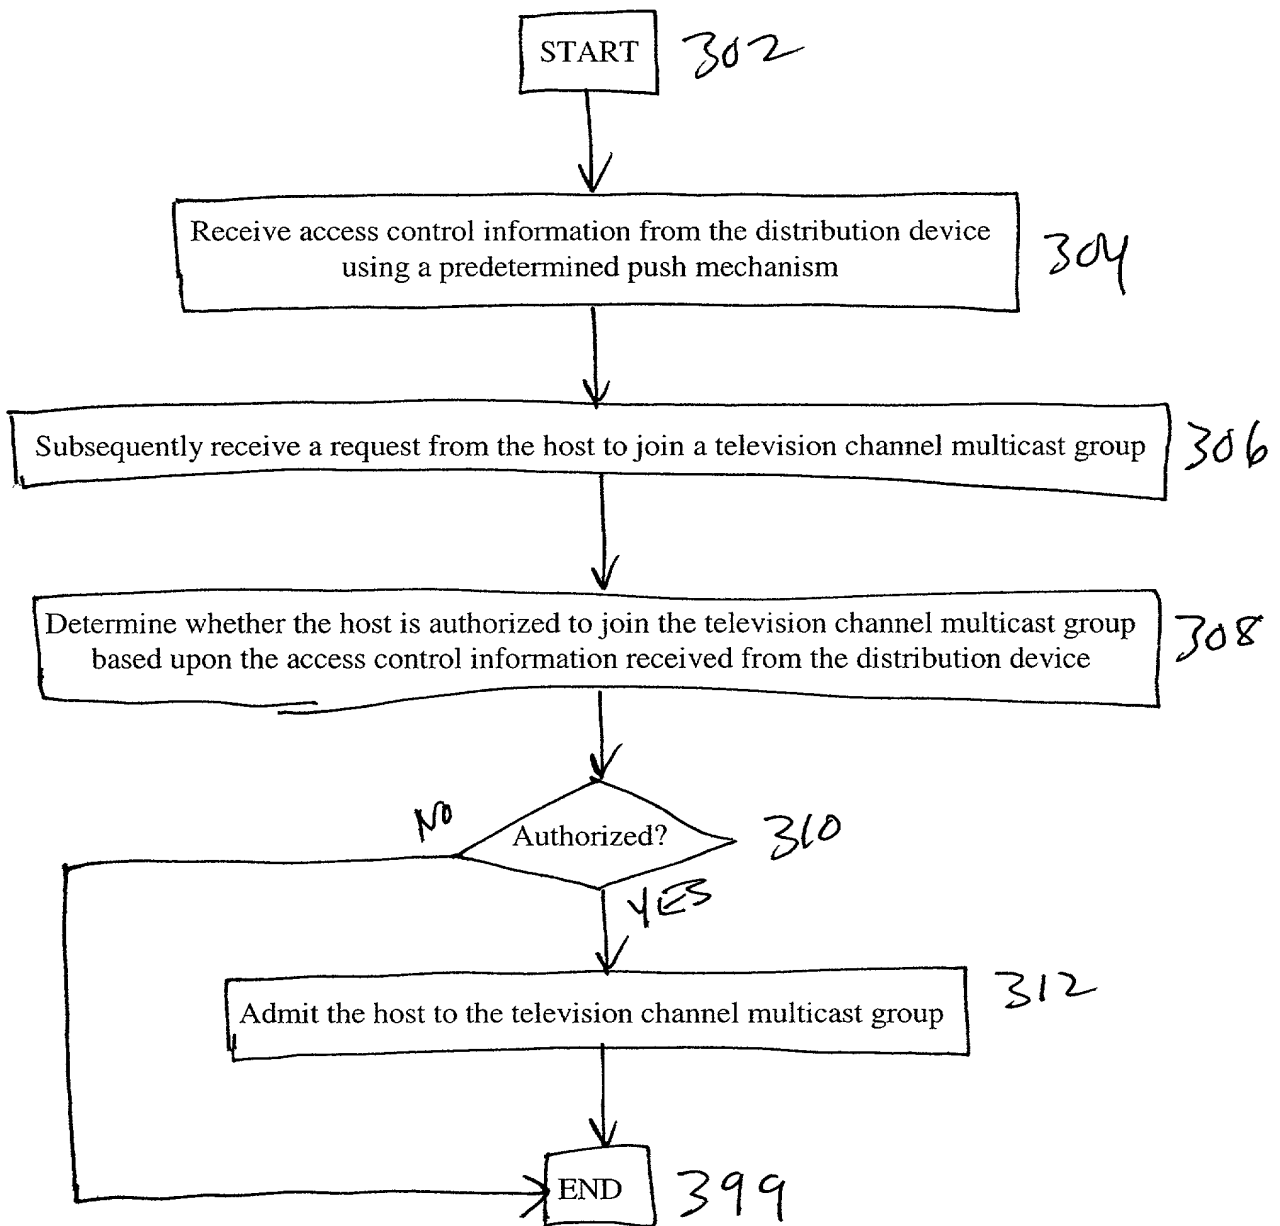 START 302
Receive access control information from the distribution device
using a predetermined push mechanism
304
Subsequently receive a request from the host to join a television channel multicast group 306
Determine whether the host is authorized to join the television channel multicast group
based upon the access control information received from the distribution device
308
NO
Authorized? 310
YES
Admit the host to the television channel multicast group 312
END 399